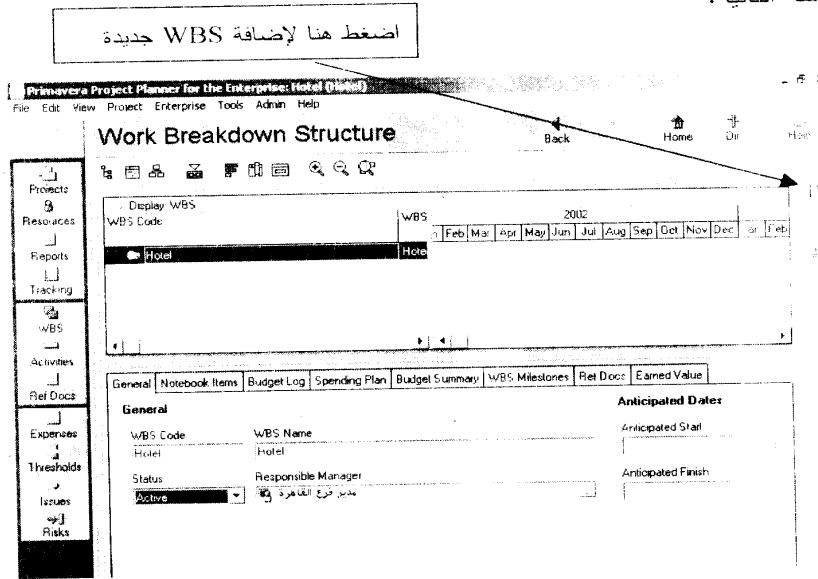 اضغط هنا لإضافة WBS جديدة
Primavera Project Planner for the Enterprise: Hotel (Hotel)
File Edit View Project Enterprise Tools Admin Help
Work Breakdown Structure
Back
Home
Dir
Help
Projects
Resources
Reports
Tracking
WBS
Activities
Ref Docs
Expenses
Thresholds
Issues
Risks
Display WBS
WBS Code
WBS
2002
Feb Mar Apr May Jun Jul Aug Sep Oct Nov Dec
Feb
Hotel
Hote
General Notebook Items Budget Log Spending Plan Budget Summary WBS Milestones Ref Docs Earned Value
General
Anticipated Dates
WBS Code
WBS Name
Anticipated Start
Hotel
Hotel
Status
Responsible Manager
Anticipated Finish
Active
مدير فرع القاهرة